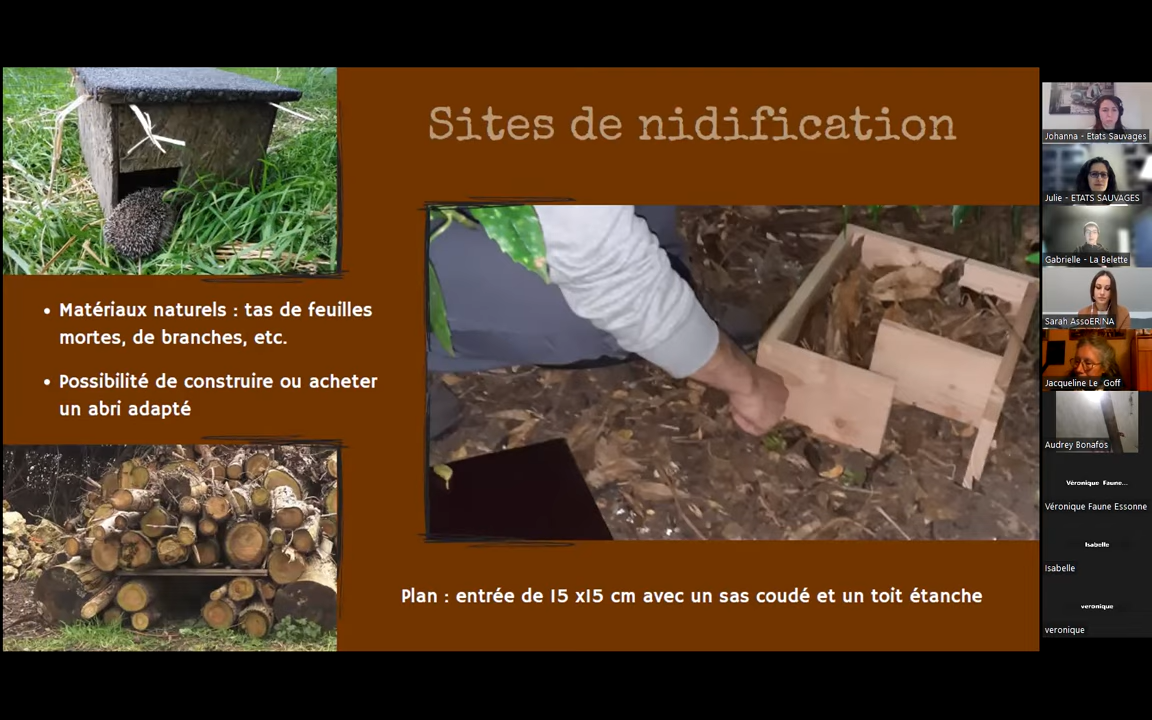 Sites de nidification
• Matériaux naturels : tas de feuilles
mortes, de branches, etc.
• Possibilité de construire ou acheter
un abri adapté
Plan : entrée de 15 x15 cm avec un sas coudé et un toit étanche
Johanna - Etats Sauvages
Julie - ETATS SAUVAGES
Gabrielle - La Belette
Sarah AssoERINA
Jacqueline Le Goff
Audrey Bonafos
Véronique Faune...
Véronique Faune Essonne
Isabelle
Isabelle
veronique
veronique